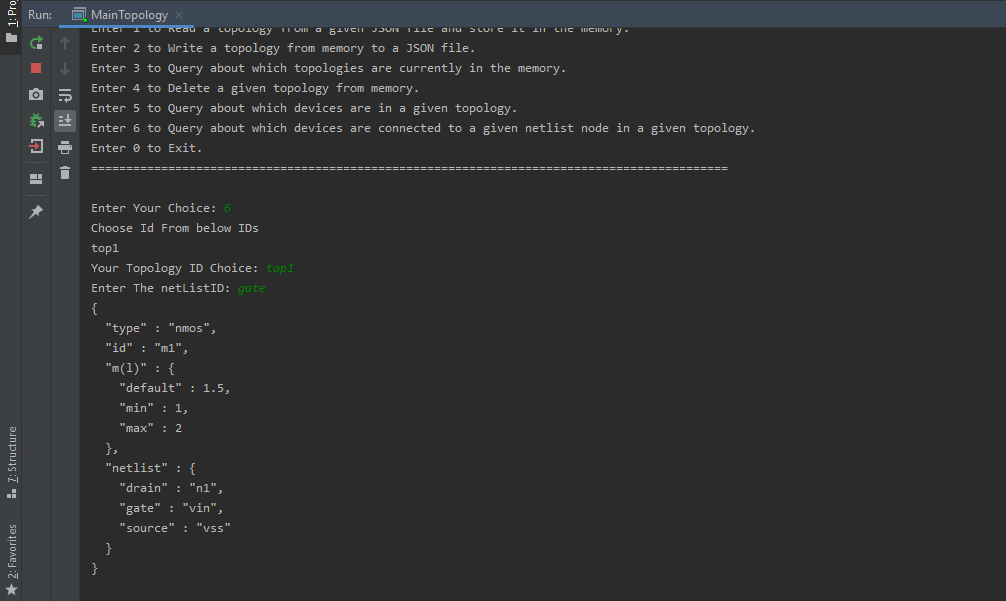 Run: MainTopology
1: Pro
Enter 1 to Read a topology from a given JSON file and store it in the memory.
Enter 2 to Write a topology from memory to a JSON file.
Enter 3 to Query about which topologies are currently in the memory.
Enter 4 to Delete a given topology from memory.
Enter 5 to Query about which devices are in a given topology.
Enter 6 to Query about which devices are connected to a given netlist node in a given topology.
Enter 0 to Exit.
===========================================================================================
Enter Your Choice: 6
Choose Id From below IDs
top1
Your Topology ID Choice: top1
Enter The netListID: gate
{
"type" : "nmos",
"id" : "m1",
"m(l)" : {
"default" : 1.5,
"min" : 1,
"max" : 2
},
"netlist" : {
"drain" : "n1",
"gate" : "vin",
"source" : "vss"
}
}
7: Structure
2: Favorites